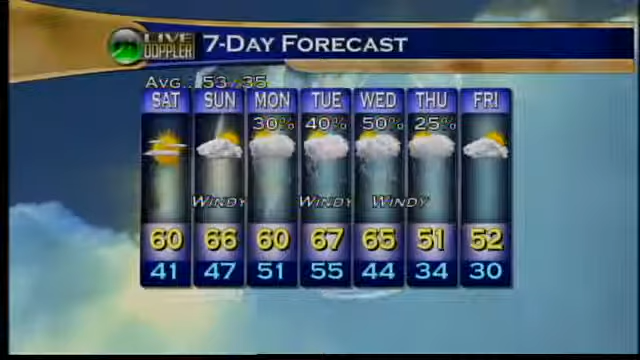 21 LIVE DOPPLER
7-DAY FORECAST
AVG.: 53 35
SAT SUN MON TUE WED THU FRI
30% 40% 50% 25%
WINDY WINDY WINDY
60 66 60 67 65 51 52
41 47 51 55 44 34 30